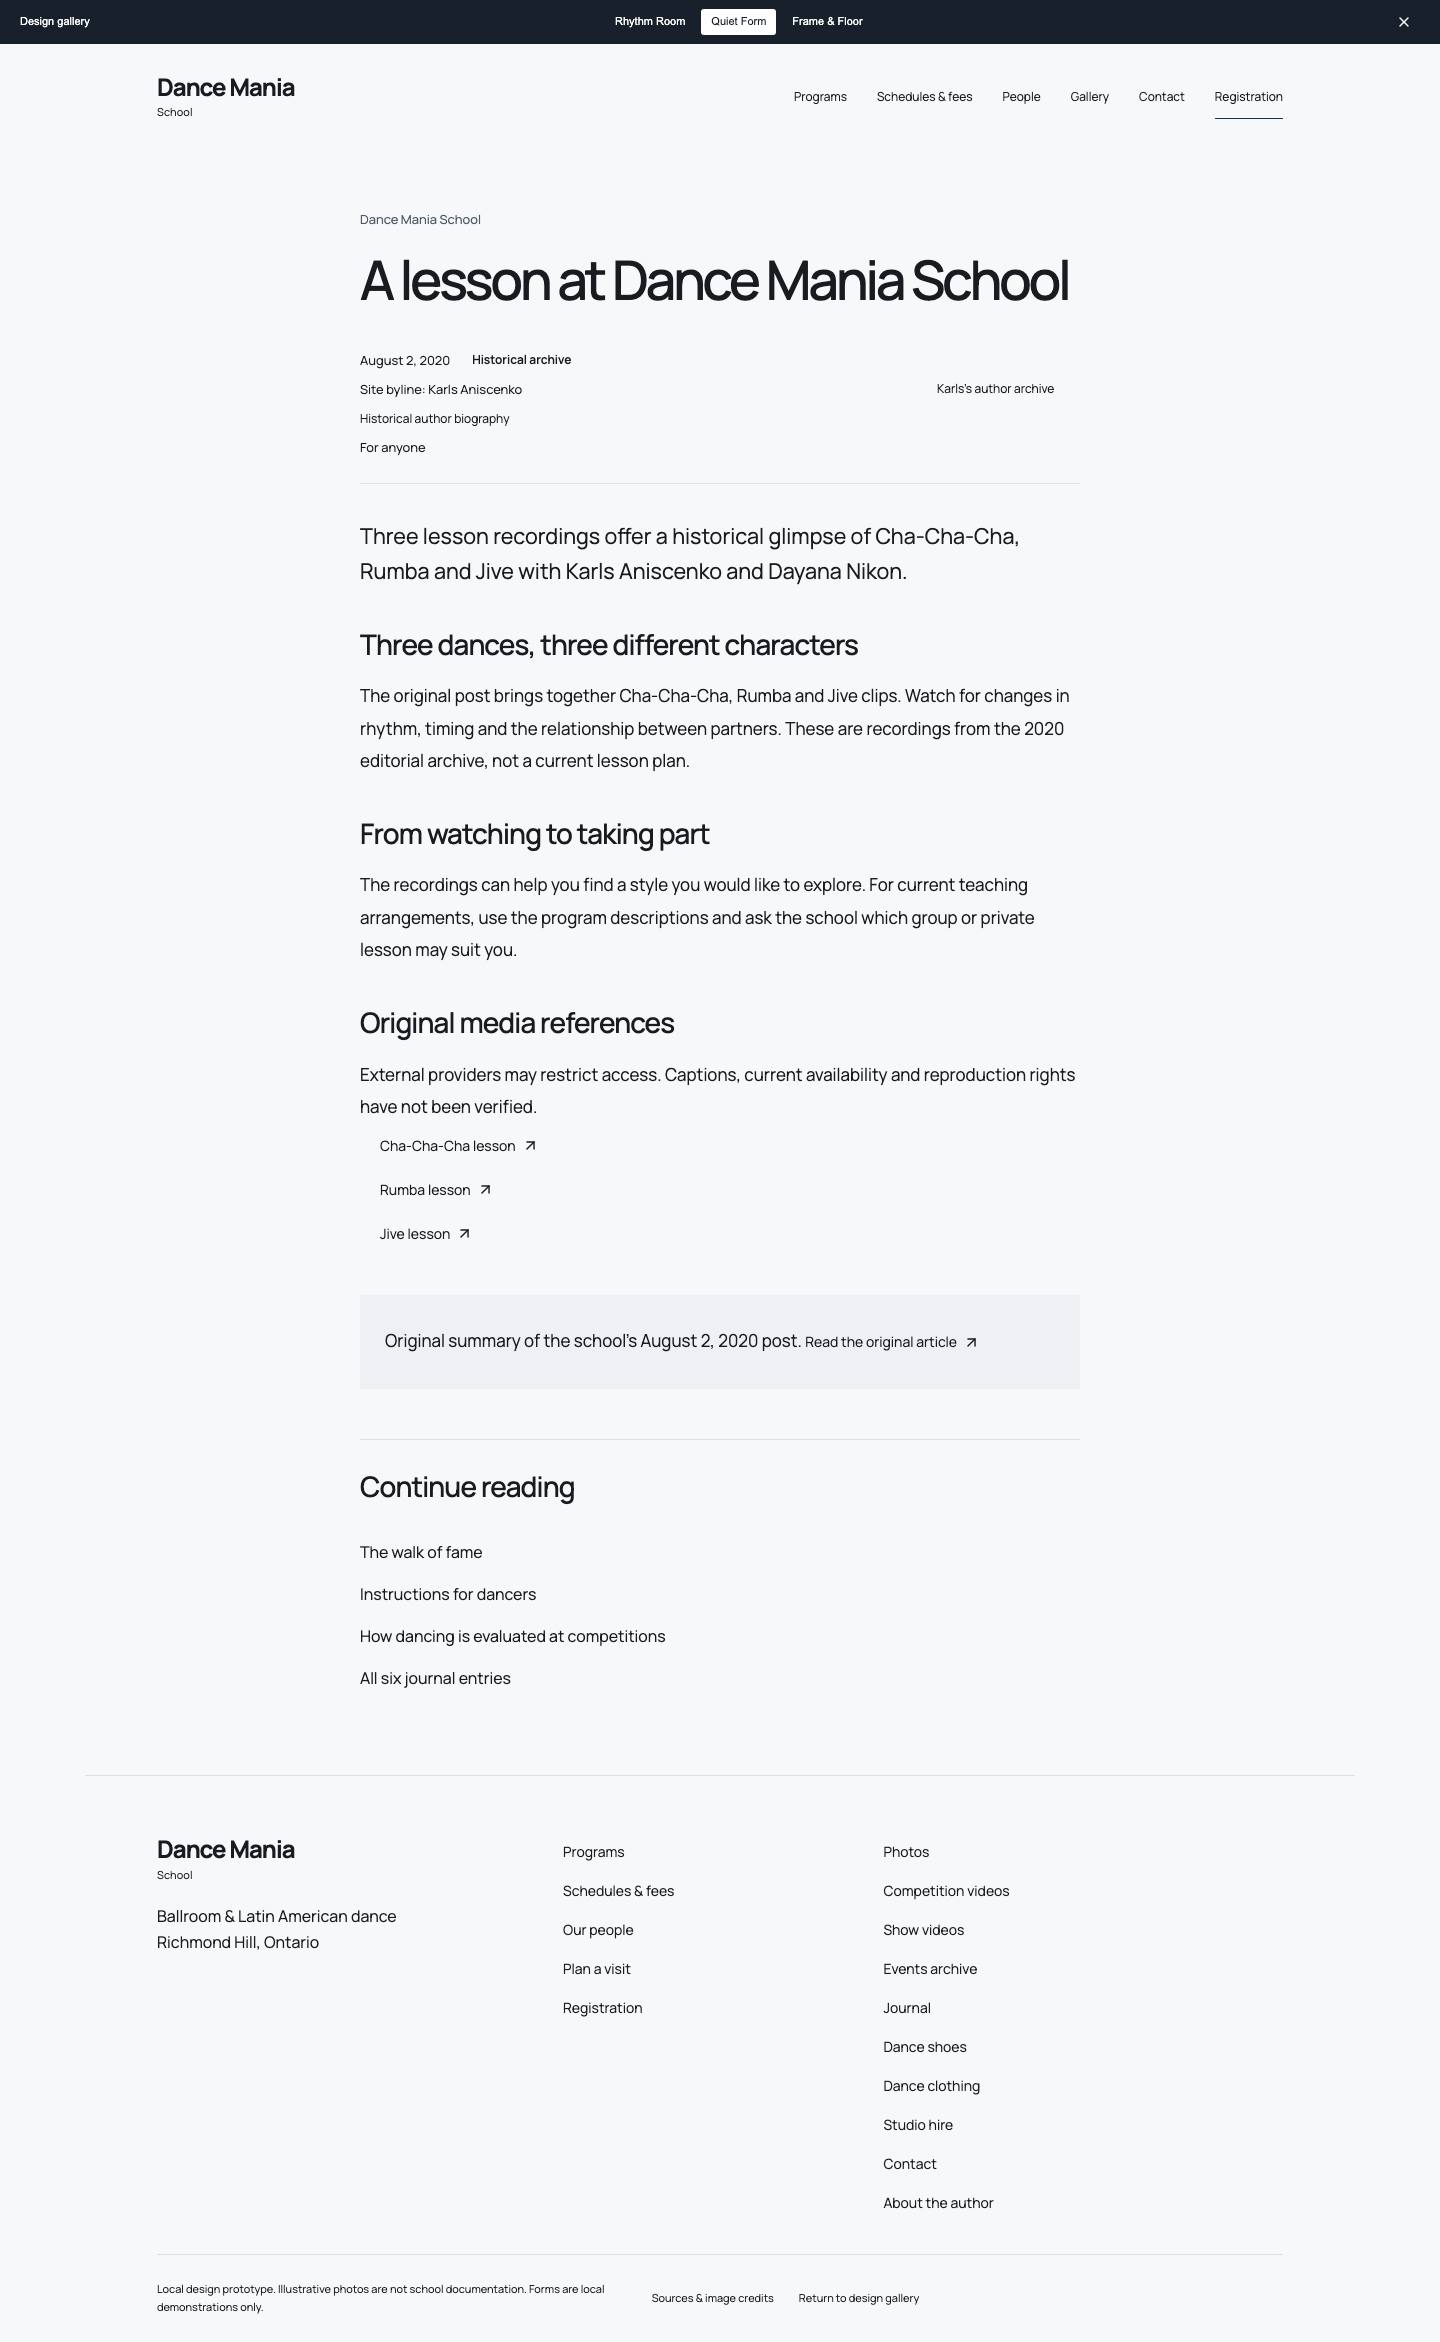 Design gallery
Rhythm Room
Quiet Form
Frame & Floor
Dance Mania
School
Programs
Schedules & fees
People
Gallery
Contact
Registration
Dance Mania School
A lesson at Dance Mania School
August 2, 2020
Historical archive
Site byline: Karls Aniscenko
Karls's author archive
Historical author biography
For anyone
Three lesson recordings offer a historical glimpse of Cha-Cha-Cha,
Rumba and Jive with Karls Aniscenko and Dayana Nikon.
Three dances, three different characters
The original post brings together Cha-Cha-Cha, Rumba and Jive clips. Watch for changes in
rhythm, timing and the relationship between partners. These are recordings from the 2020
editorial archive, not a current lesson plan.
From watching to taking part
The recordings can help you find a style you would like to explore. For current teaching
arrangements, use the program descriptions and ask the school which group or private
lesson may suit you.
Original media references
External providers may restrict access. Captions, current availability and reproduction rights
have not been verified.
Cha-Cha-Cha lesson
Rumba lesson
Jive lesson
Original summary of the school's August 2, 2020 post. Read the original article
Continue reading
The walk of fame
Instructions for dancers
How dancing is evaluated at competitions
All six journal entries
Dance Mania
School
Ballroom & Latin American dance
Richmond Hill, Ontario
Programs
Schedules & fees
Our people
Plan a visit
Registration
Photos
Competition videos
Show videos
Events archive
Journal
Dance shoes
Dance clothing
Studio hire
Contact
About the author
Local design prototype. Illustrative photos are not school documentation. Forms are local
demonstrations only.
Sources & image credits
Return to design gallery